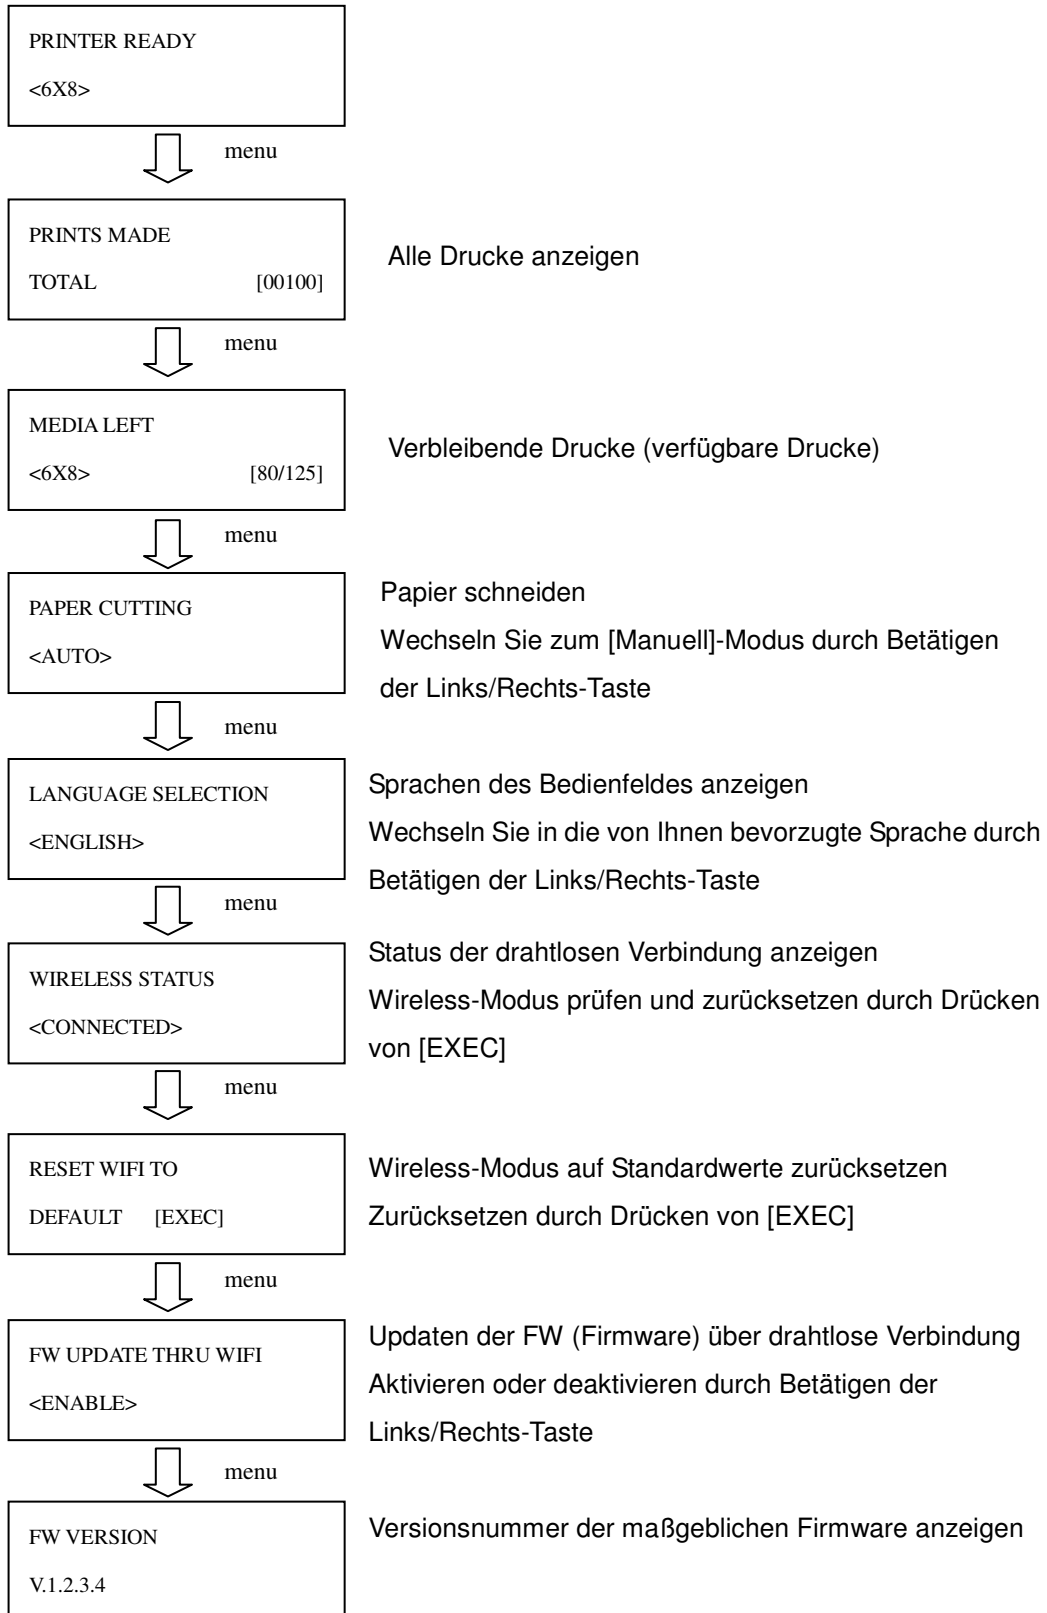 PRINTER READY
<6X8>
menu
PRINTS MADE
TOTAL [00100]
Alle Drucke anzeigen
menu
MEDIA LEFT
<6X8> [80/125]
Verbleibende Drucke (verfügbare Drucke)
menu
PAPER CUTTING
<AUTO>
Papier schneiden
Wechseln Sie zum [Manuell]-Modus durch Betätigen
der Links/Rechts-Taste
menu
LANGUAGE SELECTION
<ENGLISH>
Sprachen des Bedienfeldes anzeigen
Wechseln Sie in die von Ihnen bevorzugte Sprache durch
Betätigen der Links/Rechts-Taste
menu
WIRELESS STATUS
<CONNECTED>
Status der drahtlosen Verbindung anzeigen
Wireless-Modus prüfen und zurücksetzen durch Drücken
von [EXEC]
menu
RESET WIFI TO
DEFAULT [EXEC]
Wireless-Modus auf Standardwerte zurücksetzen
Zurücksetzen durch Drücken von [EXEC]
menu
FW UPDATE THRU WIFI
<ENABLE>
Updaten der FW (Firmware) über drahtlose Verbindung
Aktivieren oder deaktivieren durch Betätigen der
Links/Rechts-Taste
menu
FW VERSION
V.1.2.3.4
Versionsnummer der maßgeblichen Firmware anzeigen